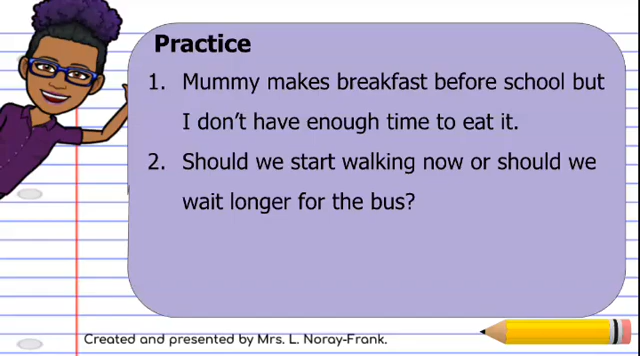 Practice
1. Mummy makes breakfast before school but
I don't have enough time to eat it.
2. Should we start walking now or should we
wait longer for the bus?
Created and presented by Mrs. L. Noray-Frank.